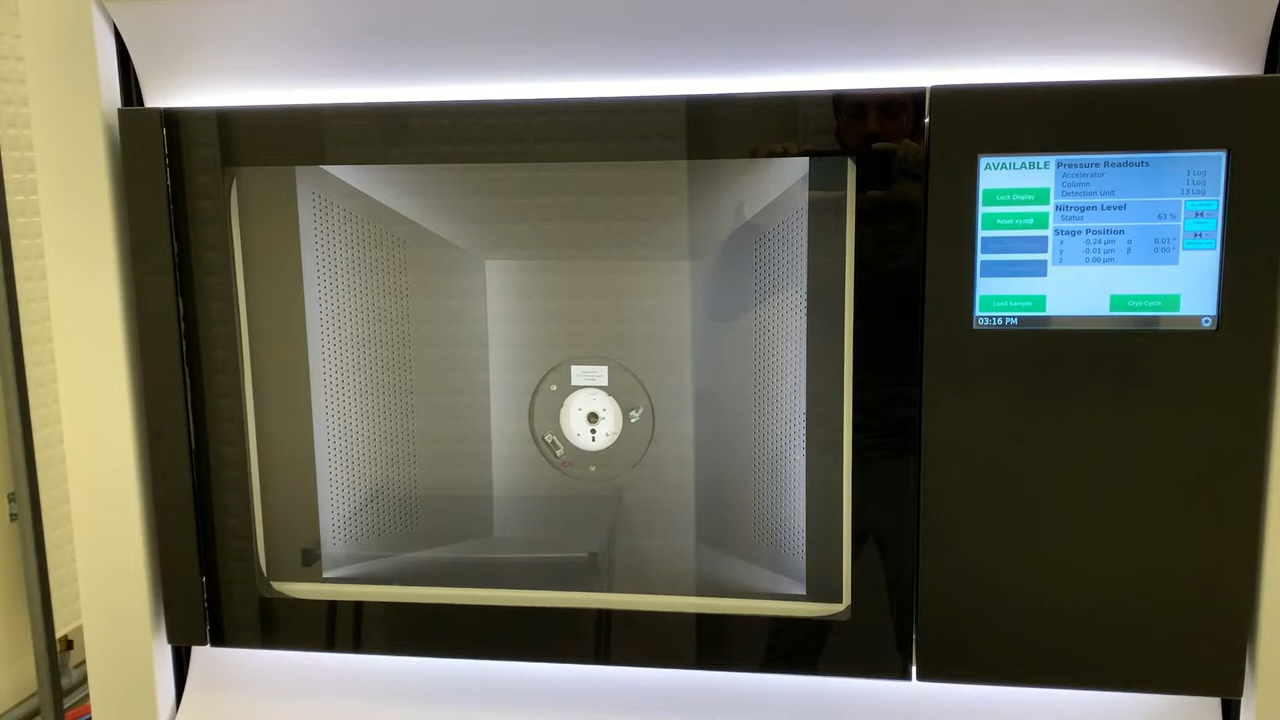 AVAILABLE
Lock Display
Reset xyzαβ
Load Sample
Pressure Readouts
Accelerator 1 Log
Column 1 Log
Detection Unit 13 Log
Nitrogen Level
Status 63 %
Stage Position
x -0.24 μm α 0.01 °
y -0.01 μm β 0.00 °
z 0.00 μm
Cryo Cycle
03:16 PM